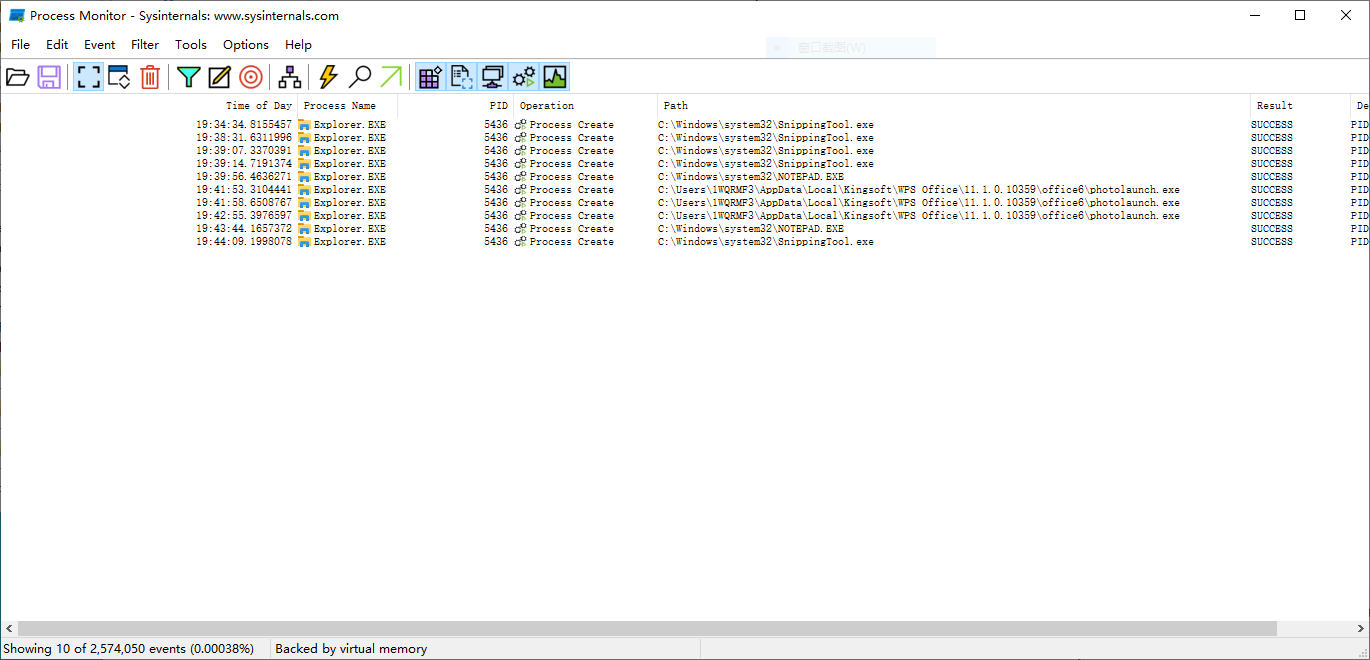 Process Monitor - Sysinternals: www.sysinternals.com
File Edit Event Filter Tools Options Help
窗口截图(W)
Time of Day Process Name PID Operation Path Result De
19:34:34.8155457 Explorer.EXE 5436 Process Create C:\Windows\system32\SnippingTool.exe SUCCESS PID
19:38:31.6311996 Explorer.EXE 5436 Process Create C:\Windows\system32\SnippingTool.exe SUCCESS PID
19:39:07.3370391 Explorer.EXE 5436 Process Create C:\Windows\system32\SnippingTool.exe SUCCESS PID
19:39:14.7191374 Explorer.EXE 5436 Process Create C:\Windows\system32\SnippingTool.exe SUCCESS PID
19:39:56.4636271 Explorer.EXE 5436 Process Create C:\Windows\system32\NOTEPAD.EXE SUCCESS PID
19:41:53.3104441 Explorer.EXE 5436 Process Create C:\Users\1WQRMF3\AppData\Local\Kingsoft\WPS Office\11.1.0.10359\office6\photolaunch.exe SUCCESS PID
19:41:58.6508767 Explorer.EXE 5436 Process Create C:\Users\1WQRMF3\AppData\Local\Kingsoft\WPS Office\11.1.0.10359\office6\photolaunch.exe SUCCESS PID
19:42:55.3976597 Explorer.EXE 5436 Process Create C:\Users\1WQRMF3\AppData\Local\Kingsoft\WPS Office\11.1.0.10359\office6\photolaunch.exe SUCCESS PID
19:43:44.1657372 Explorer.EXE 5436 Process Create C:\Windows\system32\NOTEPAD.EXE SUCCESS PID
19:44:09.1998078 Explorer.EXE 5436 Process Create C:\Windows\system32\SnippingTool.exe SUCCESS PID
Showing 10 of 2,574,050 events (0.00038%) Backed by virtual memory